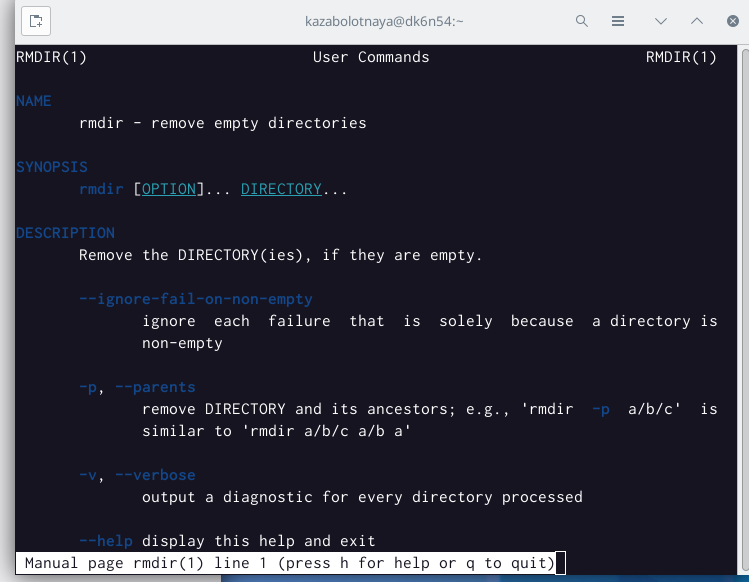 kazabolotnaya@dk6n54:~
RMDIR(1) User Commands RMDIR(1)
NAME
rmdir - remove empty directories
SYNOPSIS
rmdir [OPTION]... DIRECTORY...
DESCRIPTION
Remove the DIRECTORY(ies), if they are empty.
--ignore-fail-on-non-empty
ignore each failure that is solely because a directory is
non-empty
-p, --parents
remove DIRECTORY and its ancestors; e.g., 'rmdir -p a/b/c' is
similar to 'rmdir a/b/c a/b a'
-v, --verbose
output a diagnostic for every directory processed
--help display this help and exit
Manual page rmdir(1) line 1 (press h for help or q to quit)